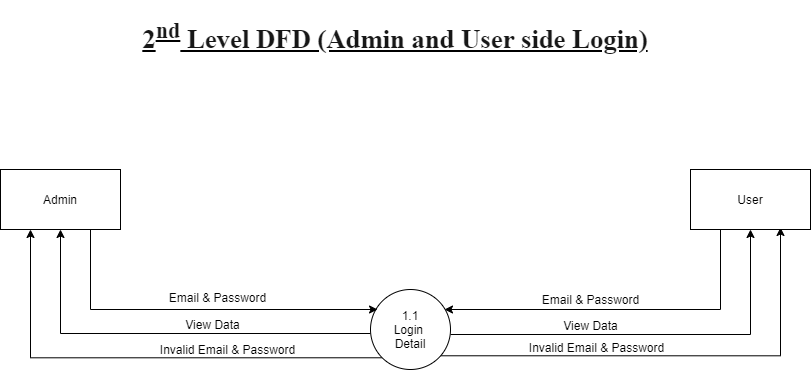 2nd Level DFD (Admin and User side Login)
Admin
User
Email & Password
Email & Password
1.1
Login
Detail
View Data
View Data
Invalid Email & Password
Invalid Email & Password